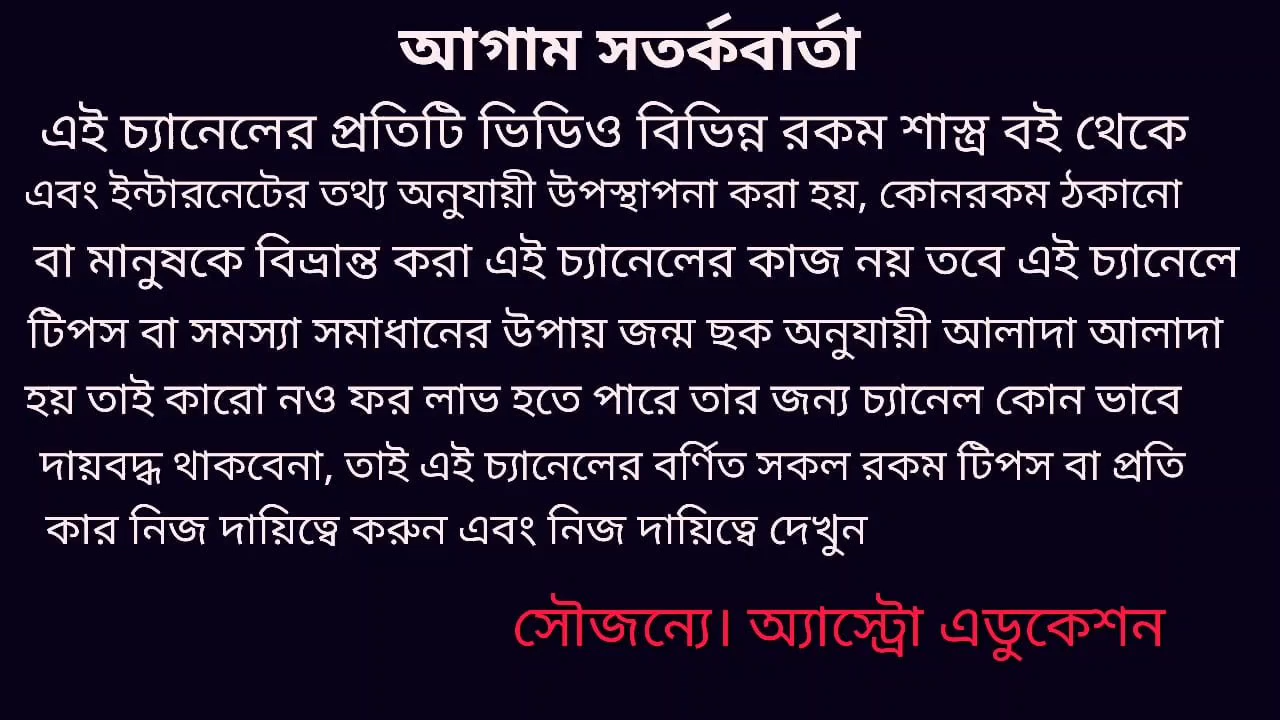 আগাম সতর্কবার্তা
এই চ্যানেলের প্রতিটি ভিডিও বিভিন্ন রকম শাস্ত্র বই থেকে
এবং ইন্টারনেটের তথ্য অনুযায়ী উপস্থাপনা করা হয়, কোনরকম ঠকানো
বা মানুষকে বিভ্রান্ত করা এই চ্যানেলের কাজ নয় তবে এই চ্যানেলে
টিপস বা সমস্যা সমাধানের উপায় জন্ম ছক অনুযায়ী আলাদা আলাদা
হয় তাই কারো নও ফর লাভ হতে পারে তার জন্য চ্যানেল কোন ভাবে
দায়বদ্ধ থাকবেনা, তাই এই চ্যানেলের বর্ণিত সকল রকম টিপস বা প্রতি
কার নিজ দায়িত্বে করুন এবং নিজ দায়িত্বে দেখুন
সৌজন্যে। অ্যাস্ট্রো এডুকেশন